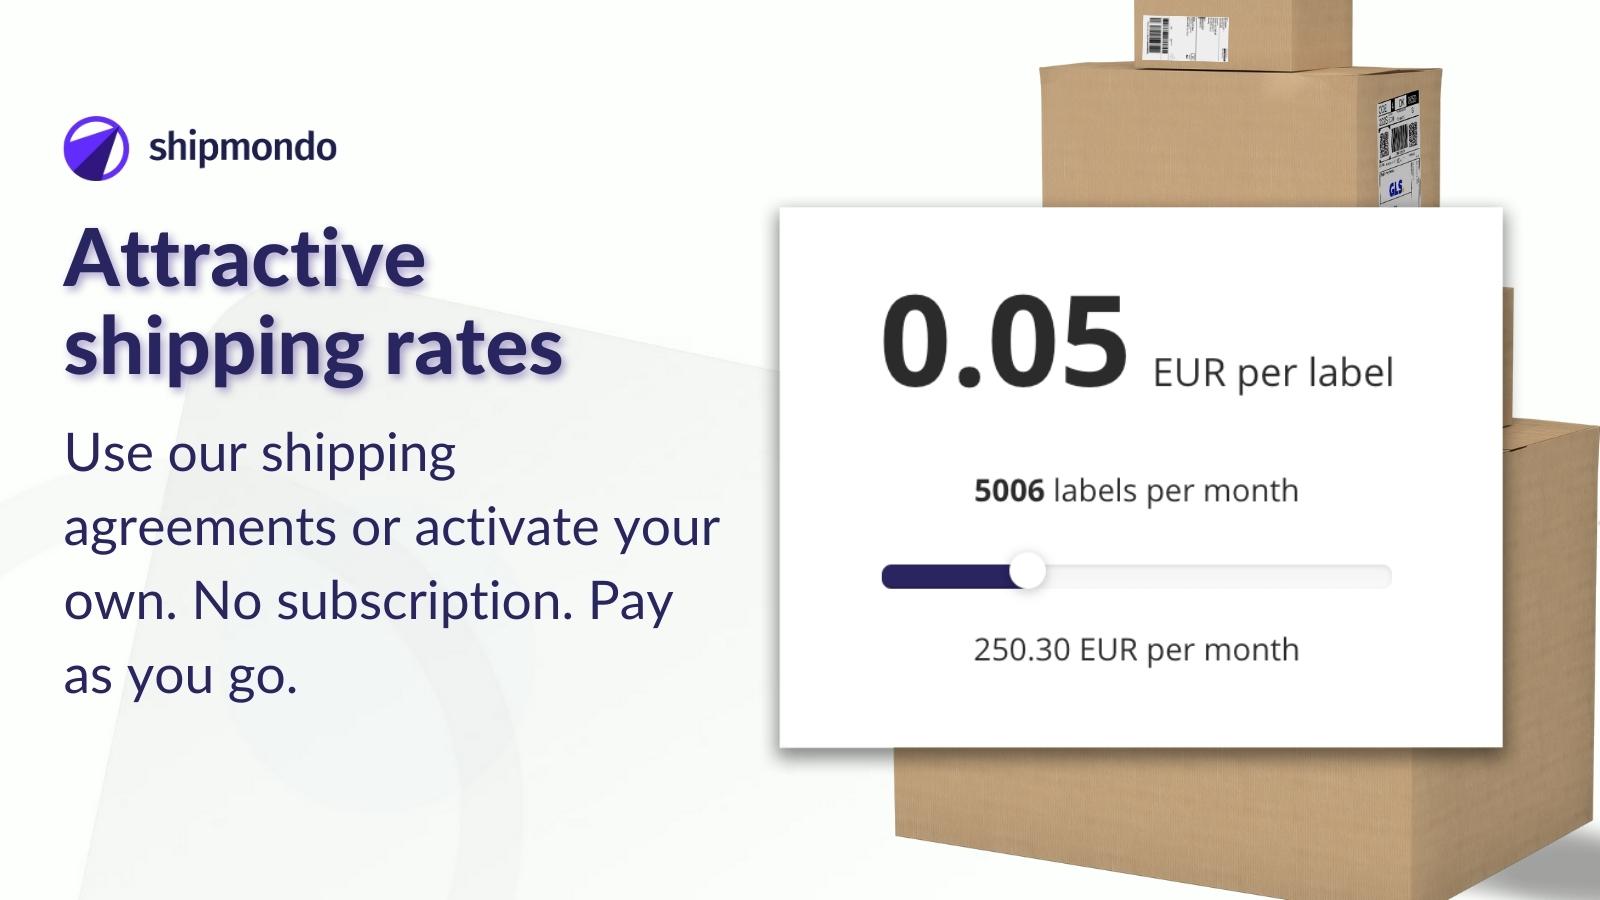 shipmondo
Attractive
shipping rates
Use our shipping
agreements or activate your
own. No subscription. Pay
as you go.
GLS
0.05 EUR per label
5006 labels per month
250.30 EUR per month